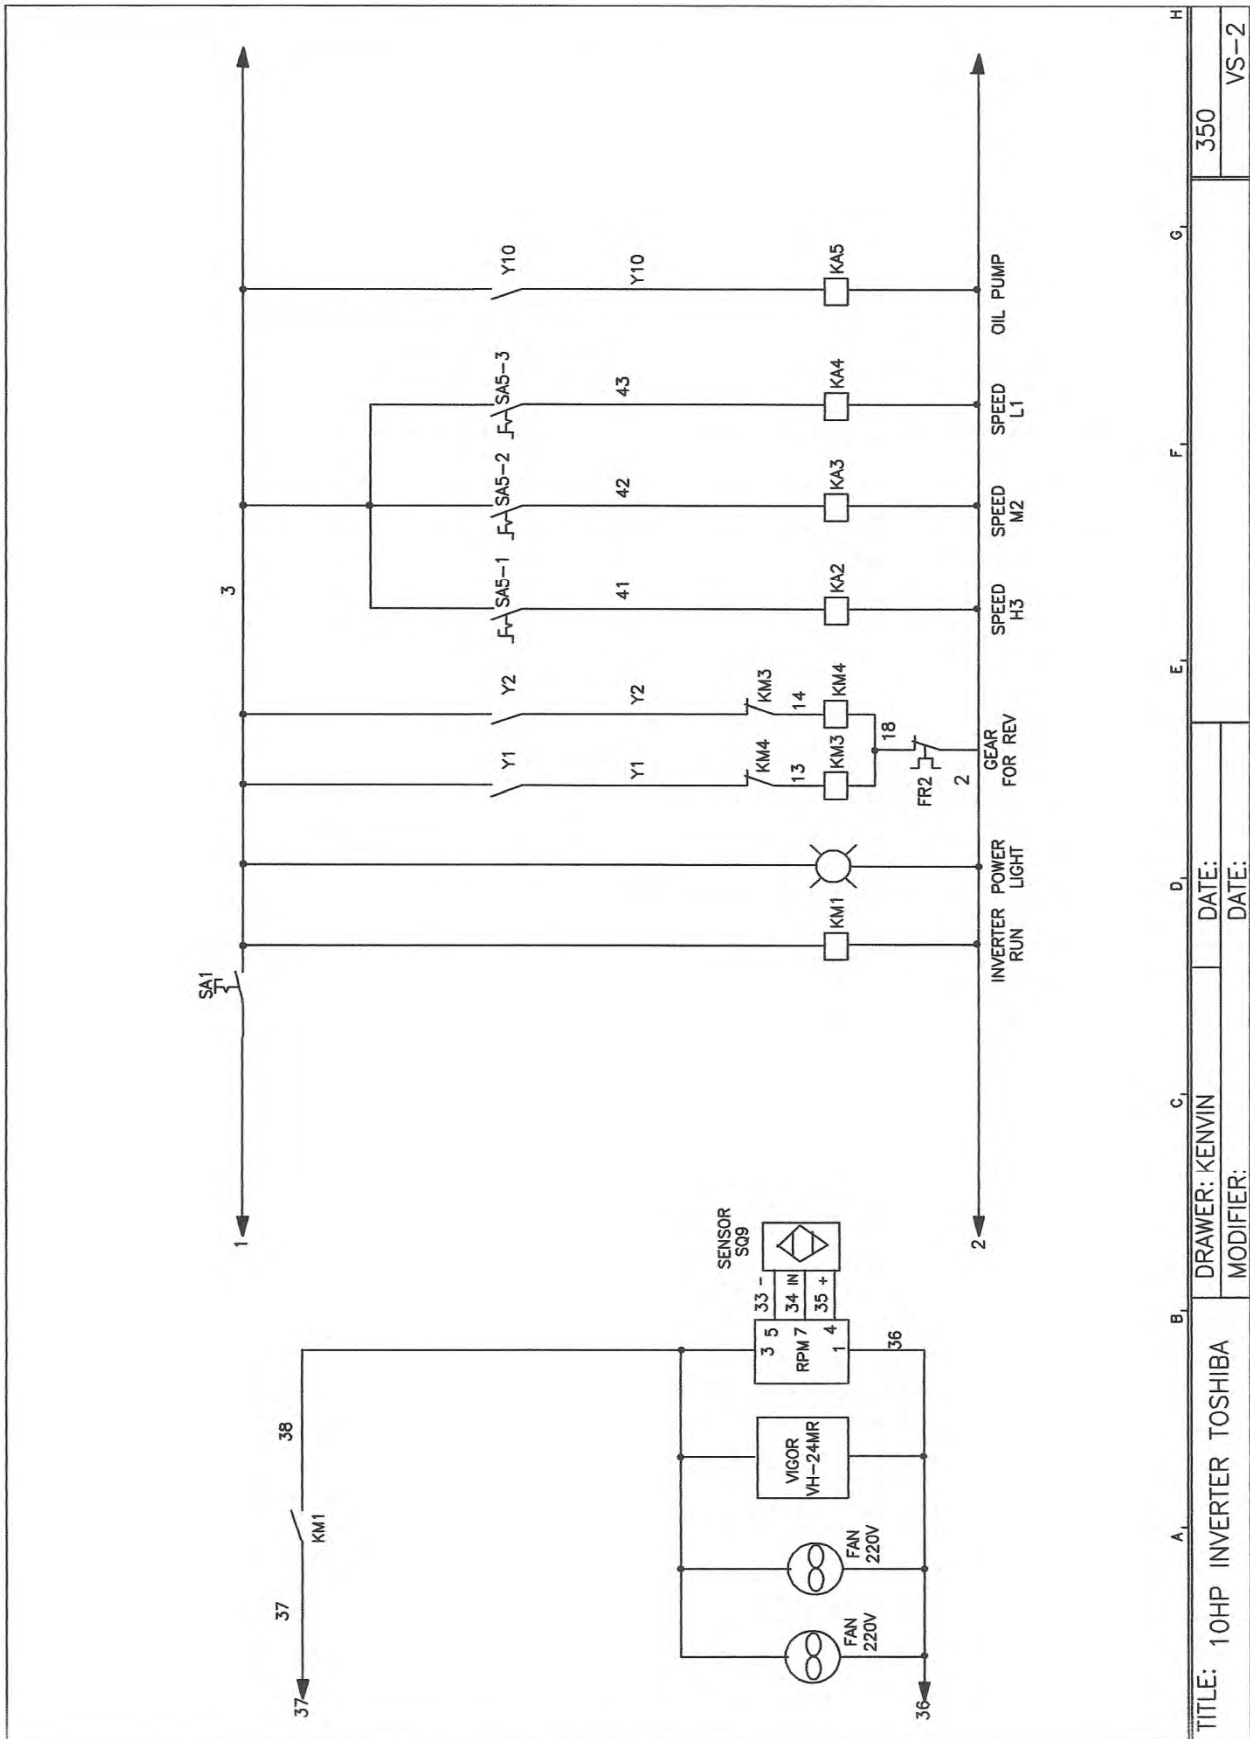 37
37
KM1
38
FAN
220V
FAN
220V
VIGOR
VH-24MR
3 5
RPM 7
1 4
33 -
34 IN
35 +
SENSOR
SQ9
36
36
1
SA1
3
2
KM1
INVERTER
RUN
POWER
LIGHT
Y1
Y1
KM4
13
KM3
Y2
Y2
KM3
14
KM4
18
FR2
2
GEAR
FOR REV
SA5-1
41
KA2
SPEED
H3
SA5-2
42
KA3
SPEED
M2
SA5-3
43
KA4
SPEED
L1
Y10
Y10
KA5
OIL PUMP
A B C D E F G H
TITLE: 10HP INVERTER TOSHIBA
DRAWER: KENVIN
DATE:
350
MODIFIER:
DATE:
VS-2